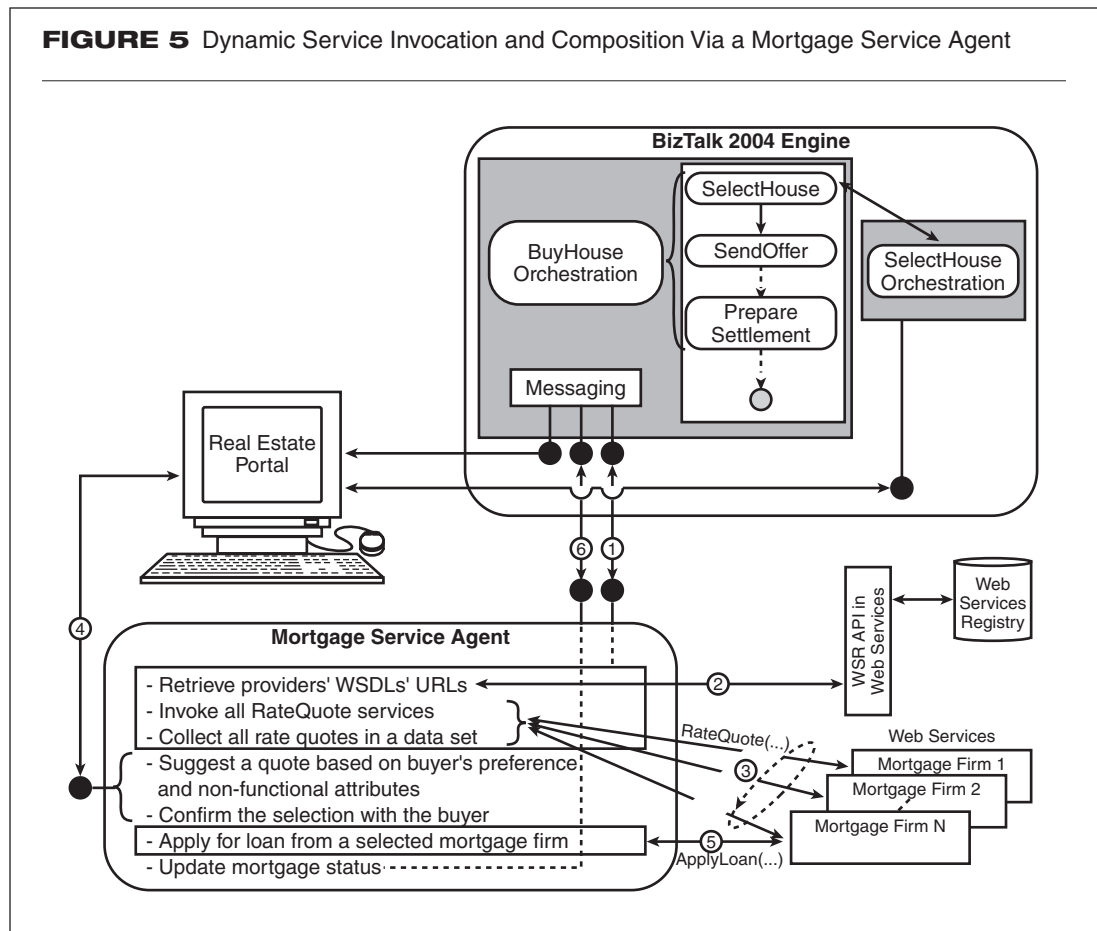 FIGURE 5 Dynamic Service Invocation and Composition Via a Mortgage Service Agent
BizTalk 2004 Engine
SelectHouse
BuyHouse
Orchestration
SendOffer
SelectHouse
Orchestration
Prepare
Settlement
Messaging
Real Estate
Portal
6
1
4
Web
Services
Registry
WSR API in
Web Services
Mortgage Service Agent
- Retrieve providers' WSDLs' URLs
2
- Invoke all RateQuote services
- Collect all rate quotes in a data set
RateQuote(...)
3
Web Services
Mortgage Firm 1
Mortgage Firm 2
Mortgage Firm N
- Suggest a quote based on buyer's preference
and non-functional attributes
- Confirm the selection with the buyer
- Apply for loan from a selected mortgage firm
5
ApplyLoan(...)
- Update mortgage status